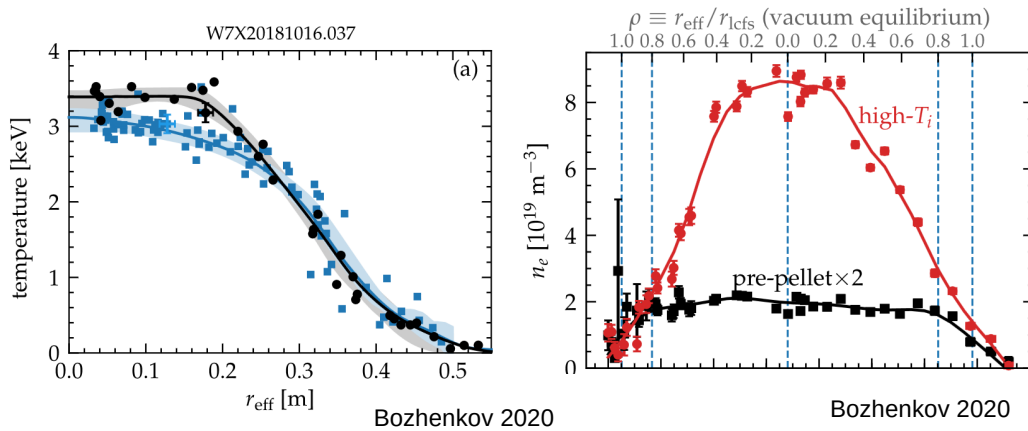 W7X20181016.037
(a)
temperature [keV]
4
3
2
1
0
0.0 0.1 0.2 0.3 0.4 0.5
r_eff [m]
Bozhenkov 2020
ρ ≡ r_eff/r_lcfs (vacuum equilibrium)
1.0 0.8 0.6 0.4 0.2 0.0 0.2 0.4 0.6 0.8 1.0
high-T_i
n_e [10^19 m^−3]
8
6
4
2
0
pre-pellet×2
Bozhenkov 2020